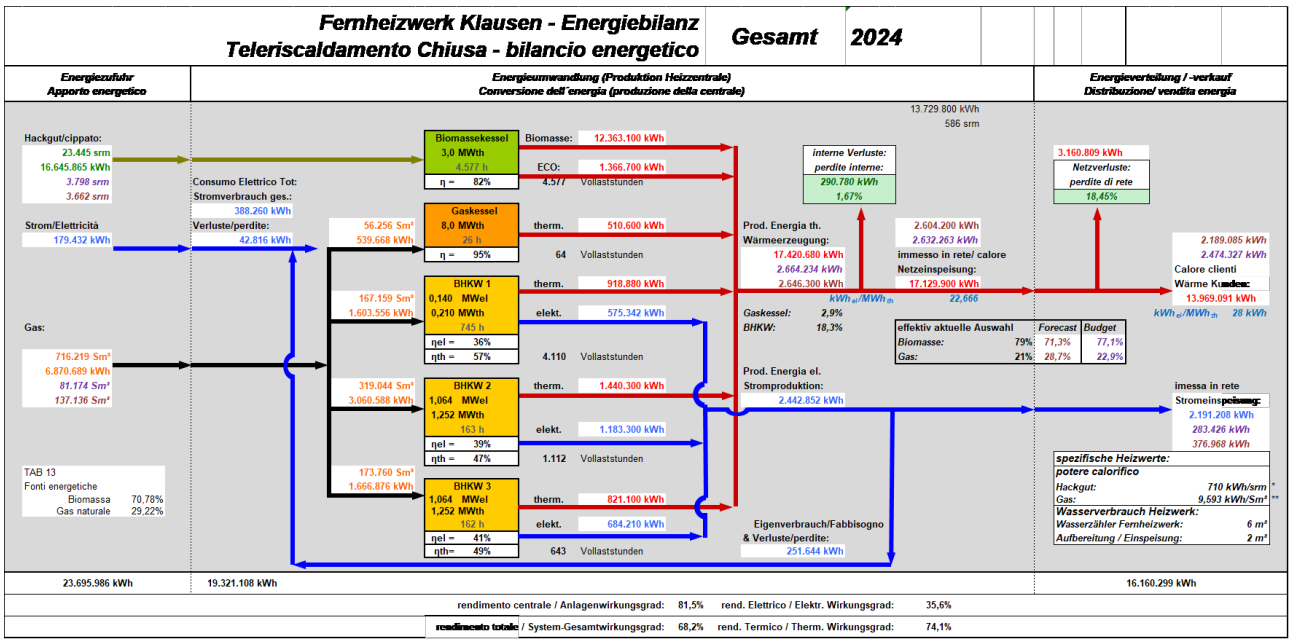 Fernheizwerk Klausen - Energiebilanz
Teleriscaldamento Chiusa - bilancio energetico
Gesamt 2024
Energiezufuhr
Apporto energetico
Energieumwandlung (Produktion Heizzentrale)
Conversione dell´energia (produzione della centrale)
Energieverteilung / -verkauf
Distribuzione/ vendita energia
13.729.800 kWh
586 srm
Hackgut/cippato:
23.445 srm
16.645.865 kWh
3.798 srm
3.662 srm
Strom/Elettricità
179.432 kWh
Gas:
716.219 Sm³
6.870.689 kWh
81.174 Sm³
137.136 Sm³
TAB 13
Fonti energetiche
Biomassa 70,78%
Gas naturale 29,22%
Consumo Elettrico Tot:
Stromverbrauch ges.:
388.260 kWh
Verluste/perdite:
42.816 kWh
56.256 Sm³
539.668 kWh
167.159 Sm³
1.603.556 kWh
319.044 Sm³
3.060.588 kWh
173.760 Sm³
1.666.876 kWh
Biomassekessel
3,0 MWth
4.577 h
η = 82%
Biomasse: 12.363.100 kWh
ECO: 1.366.700 kWh
4.577 Vollaststunden
Gaskessel
8,0 MWth
26 h
η = 95%
therm. 510.600 kWh
64 Vollaststunden
BHKW 1
0,140 MWel
0,210 MWth
745 h
ηel = 36%
ηth = 57%
therm. 918.880 kWh
elekt. 575.342 kWh
4.110 Vollaststunden
BHKW 2
1,064 MWel
1,252 MWth
163 h
ηel = 39%
ηth = 47%
therm. 1.440.300 kWh
elekt. 1.183.300 kWh
1.112 Vollaststunden
BHKW 3
1,064 MWel
1,252 MWth
162 h
ηel = 41%
ηth= 49%
therm. 821.100 kWh
elekt. 684.210 kWh
643 Vollaststunden
interne Verluste:
perdite interne:
290.780 kWh
1,67%
Prod. Energia th.
Wärmeerzeugung:
17.420.680 kWh
2.664.234 kWh
2.646.300 kWh
2.604.200 kWh
2.632.263 kWh
immesso in rete/ calore
Netzeinspeisung:
17.129.900 kWh
kWh el/MWh th 22,666
Gaskessel: 2,9%
BHKW: 18,3%
effektiv aktuelle Auswahl Forecast Budget
Biomasse: 79% 71,3% 77,1%
Gas: 21% 28,7% 22,9%
Prod. Energia el.
Stromproduktion:
2.442.852 kWh
Eigenverbrauch/Fabbisogno
& Verluste/perdite:
251.644 kWh
3.160.809 kWh
Netzverluste:
perdite di rete
18,45%
2.189.085 kWh
2.474.327 kWh
Calore clienti
Wärme Kunden:
13.969.091 kWh
kWh el/MWh th 28 kWh
imessa in rete
Stromeinspeisung:
2.191.208 kWh
283.426 kWh
376.968 kWh
spezifische Heizwerte:
potere calorifico
Hackgut: 710 kWh/srm *
Gas: 9,593 kWh/Sm³ **
Wasserverbrauch Heizwerk:
Wasserzähler Fernheizwerk: 6 m³
Aufbereitung / Einspeisung: 2 m³
23.695.986 kWh
19.321.108 kWh
16.160.299 kWh
rendimento centrale / Anlagenwirkungsgrad: 81,5% rend. Elettrico / Elektr. Wirkungsgrad: 35,6%
rendimento totale / System-Gesamtwirkungsgrad: 68,2% rend. Termico / Therm. Wirkungsgrad: 74,1%